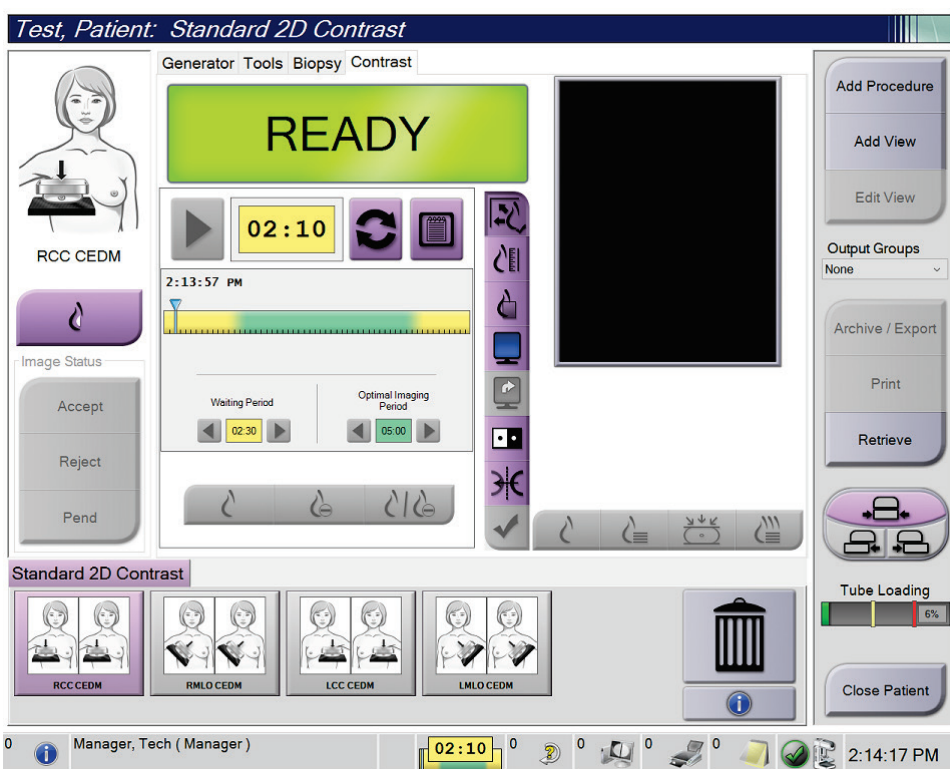 Test, Patient: Standard 2D Contrast
Generator Tools Biopsy Contrast
READY
RCC CEDM
02:10
2:13:57 PM
Waiting Period
02:30
Optimal Imaging
Period
05:00
Image Status
Accept
Reject
Pend
Add Procedure
Add View
Edit View
Output Groups
None
Archive / Export
Print
Retrieve
Tube Loading
6%
Close Patient
Standard 2D Contrast
RCC CEDM
RMLO CEDM
LCC CEDM
LMLO CEDM
0 Manager, Tech ( Manager ) 02:10 0 0 0 0 2:14:17 PM